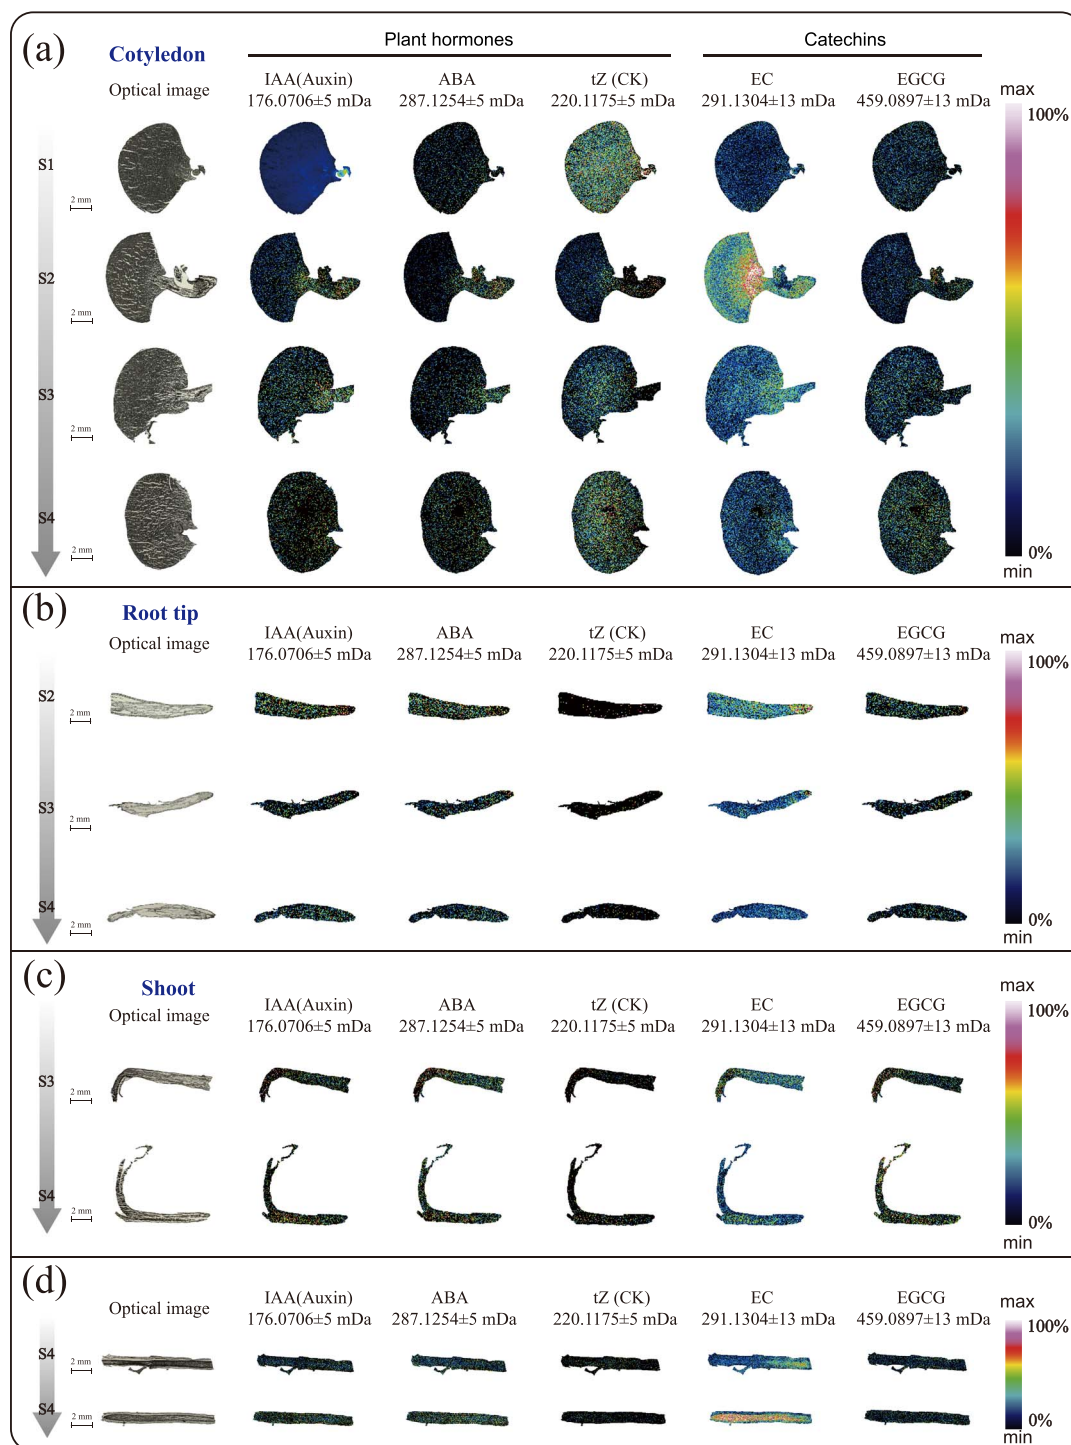 (a)
Cotyledon
Plant hormones
Catechins
Optical image
IAA(Auxin)
176.0706±5 mDa
ABA
287.1254±5 mDa
tZ (CK)
220.1175±5 mDa
EC
291.1304±13 mDa
EGCG
459.0897±13 mDa
max
100%
S1
2 mm
S2
2 mm
S3
2 mm
S4
2 mm
0%
min
(b)
Root tip
Optical image
IAA(Auxin)
176.0706±5 mDa
ABA
287.1254±5 mDa
tZ (CK)
220.1175±5 mDa
EC
291.1304±13 mDa
EGCG
459.0897±13 mDa
max
100%
S2
2 mm
S3
2 mm
S4
2 mm
0%
min
(c)
Shoot
Optical image
IAA(Auxin)
176.0706±5 mDa
ABA
287.1254±5 mDa
tZ (CK)
220.1175±5 mDa
EC
291.1304±13 mDa
EGCG
459.0897±13 mDa
max
100%
S3
2 mm
S4
2 mm
0%
min
(d)
Optical image
IAA(Auxin)
176.0706±5 mDa
ABA
287.1254±5 mDa
tZ (CK)
220.1175±5 mDa
EC
291.1304±13 mDa
EGCG
459.0897±13 mDa
max
100%
S4
2 mm
S4
2 mm
0%
min